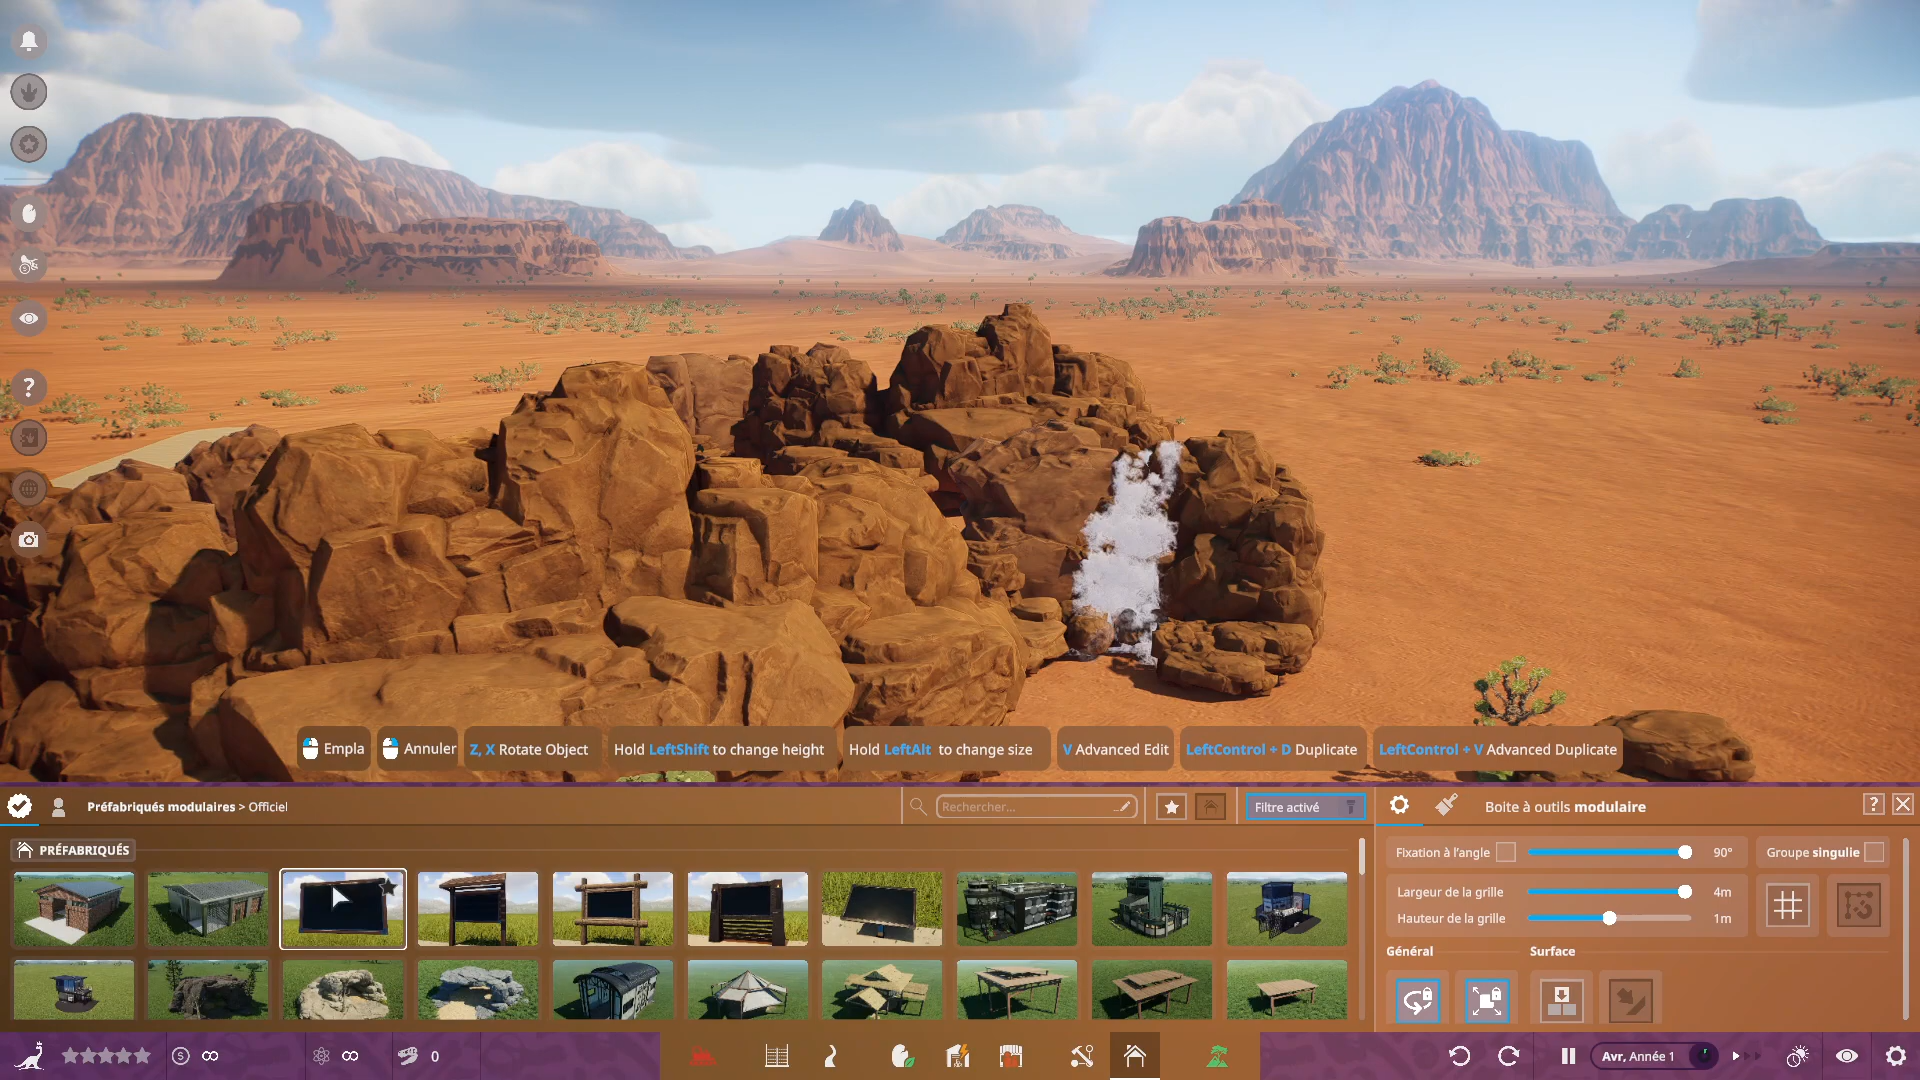 Empla
Annuler
Z, X Rotate Object
Hold LeftShift to change height
Hold LeftAlt to change size
V Advanced Edit
LeftControl + D Duplicate
LeftControl + V Advanced Duplicate
Préfabriqués modulaires > Officiel
Rechercher...
Filtre activé
Boite à outils modulaire
?
PRÉFABRIQUÉS
Fixation à l'angle
90°
Groupe singulie
Largeur de la grille
4m
Hauteur de la grille
1m
Général
Surface
∞
∞
0
Avr, Année 1